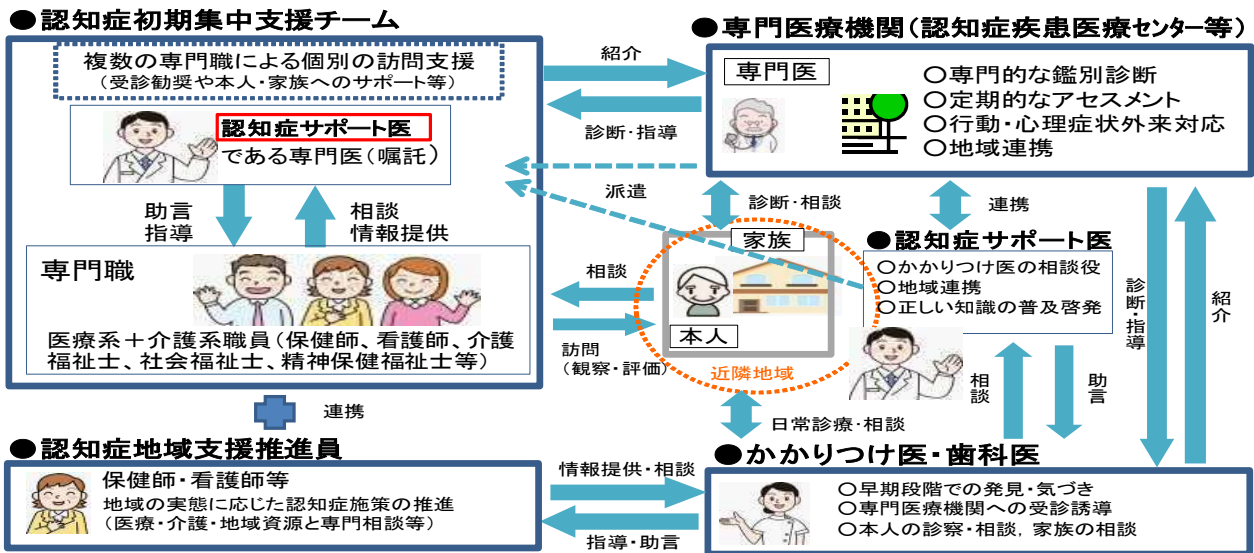 ●認知症初期集中支援チーム
複数の専門職による個別の訪問支援
(受診勧奨や本人・家族へのサポート等)
認知症サポート医
である専門医(嘱託)
助言
指導
相談
情報提供
専門職
医療系+介護系職員(保健師、看護師、介護
福祉士、社会福祉士、精神保健福祉士等)
連携
●認知症地域支援推進員
保健師・看護師等
地域の実態に応じた認知症施策の推進
(医療・介護・地域資源と専門相談等)
紹介
診断・指導
派遣
相談
訪問
(観察・評価)
情報提供・相談
指導・助言
●専門医療機関(認知症疾患医療センター等)
専門医
○専門的な鑑別診断
○定期的なアセスメント
○行動・心理症状外来対応
○地域連携
診断・相談
連携
家族
本人
近隣地域
日常診療・相談
●認知症サポート医
○かかりつけ医の相談役
○地域連携
○正しい知識の普及啓発
相談
助言
診断・指導
紹介
●かかりつけ医・歯科医
○早期段階での発見・気づき
○専門医療機関への受診誘導
○本人の診察・相談, 家族の相談